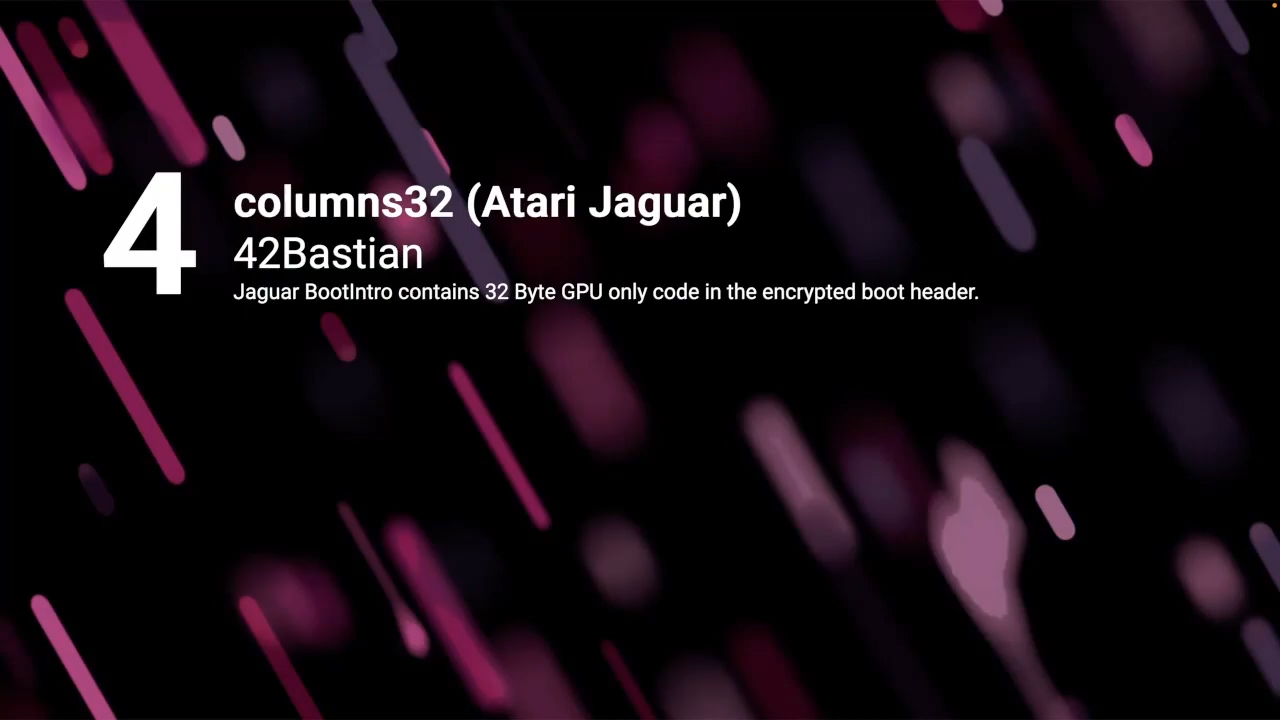 4
columns32 (Atari Jaguar)
42Bastian
Jaguar BootIntro contains 32 Byte GPU only code in the encrypted boot header.